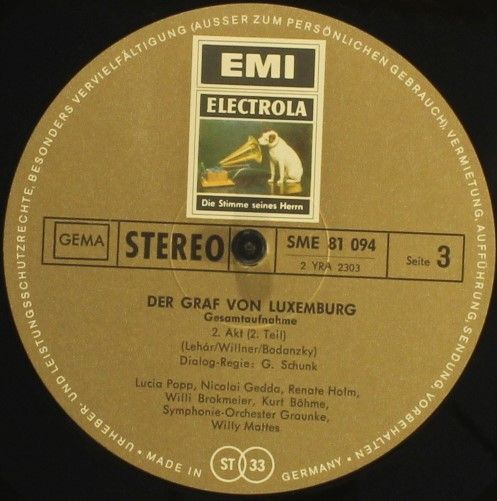 URHEBER- UND LEISTUNGSSCHUTZRECHTE, BESONDERS VERVIELFÄLTIGUNG (AUSSER ZUM PERSÖNLICHEN GEBRAUCH), VERMIETUNG, AUFFÜHRUNG, SENDUNG, VORBEHALTEN •
EMI
ELECTROLA
Die Stimme seines Herrn
GEMA
STEREO
SME 81 094
2 YRA 2303
Seite 3
DER GRAF VON LUXEMBURG
Gesamtaufnahme
2. Akt (2. Teil)
(Lehár/Willner/Bodanzky)
Dialog-Regie: G. Schunk
Lucia Popp, Nicolai Gedda, Renate Holm,
Willi Brokmeier, Kurt Böhme,
Symphonie-Orchester Graunke,
Willy Mattes
• MADE IN GERMANY •
ST 33